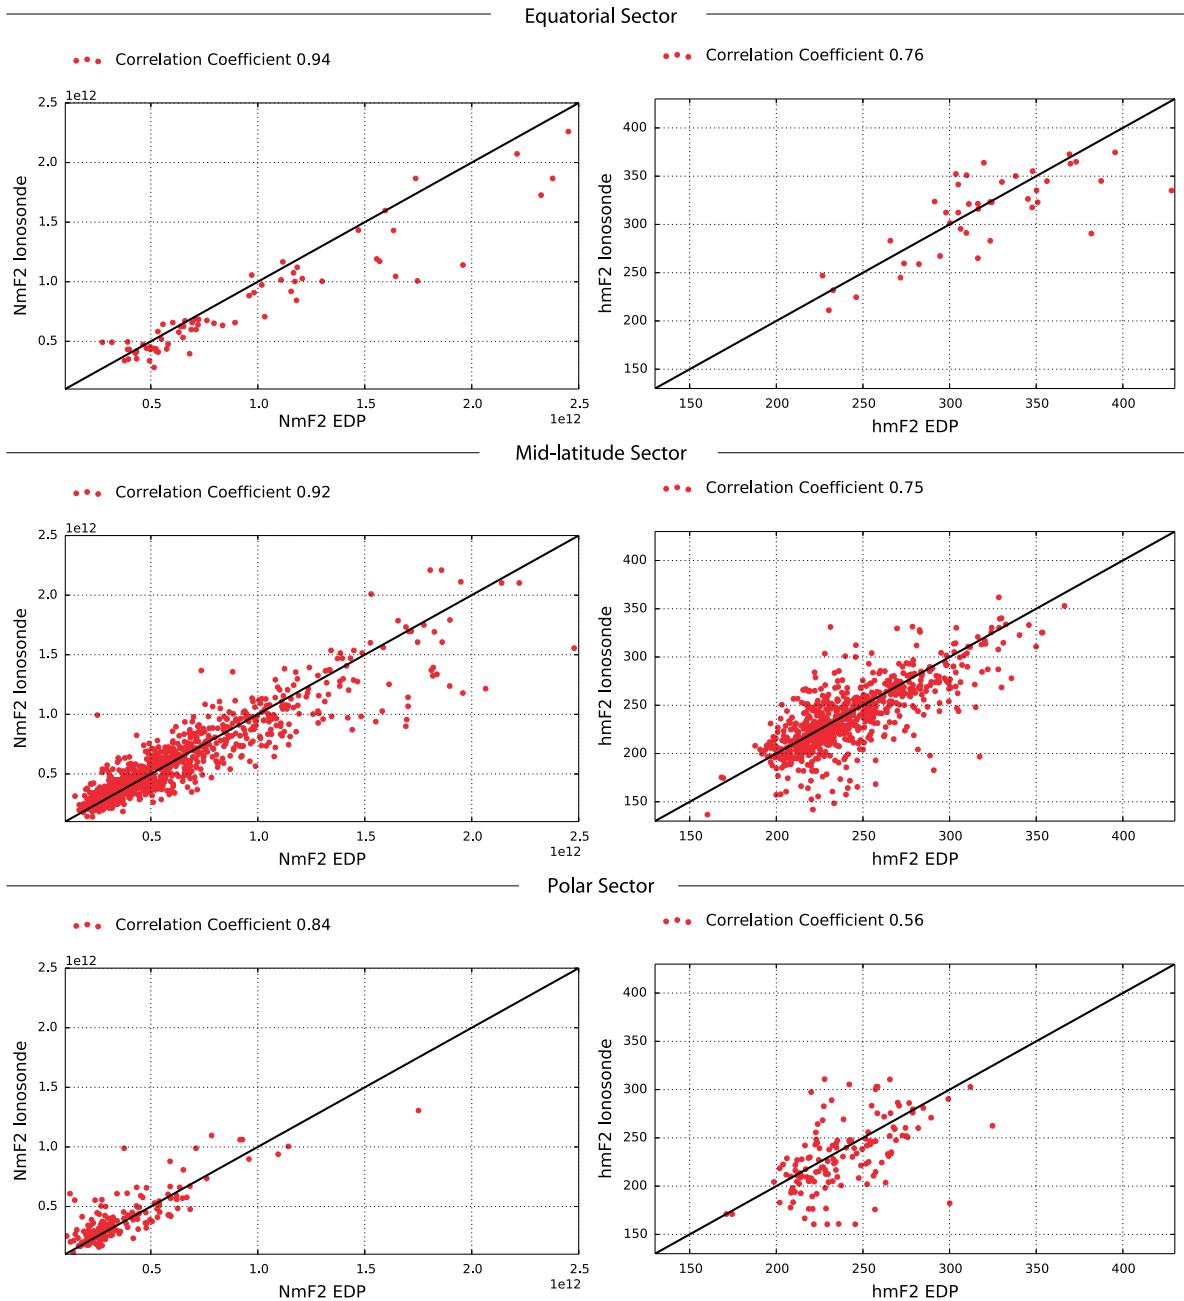 Equatorial Sector
Correlation Coefficient 0.94
1e12
2.5
2.0
1.5
1.0
0.5
NmF2 Ionosonde
0.5 1.0 1.5 2.0 2.5
1e12
NmF2 EDP
Correlation Coefficient 0.76
400
350
300
250
200
150
hmF2 Ionosonde
150 200 250 300 350 400
hmF2 EDP
Mid-latitude Sector
Correlation Coefficient 0.92
1e12
2.5
2.0
1.5
1.0
0.5
NmF2 Ionosonde
0.5 1.0 1.5 2.0 2.5
1e12
NmF2 EDP
Correlation Coefficient 0.75
400
350
300
250
200
150
hmF2 Ionosonde
150 200 250 300 350 400
hmF2 EDP
Polar Sector
Correlation Coefficient 0.84
1e12
2.5
2.0
1.5
1.0
0.5
NmF2 Ionosonde
0.5 1.0 1.5 2.0 2.5
1e12
NmF2 EDP
Correlation Coefficient 0.56
400
350
300
250
200
150
hmF2 Ionosonde
150 200 250 300 350 400
hmF2 EDP